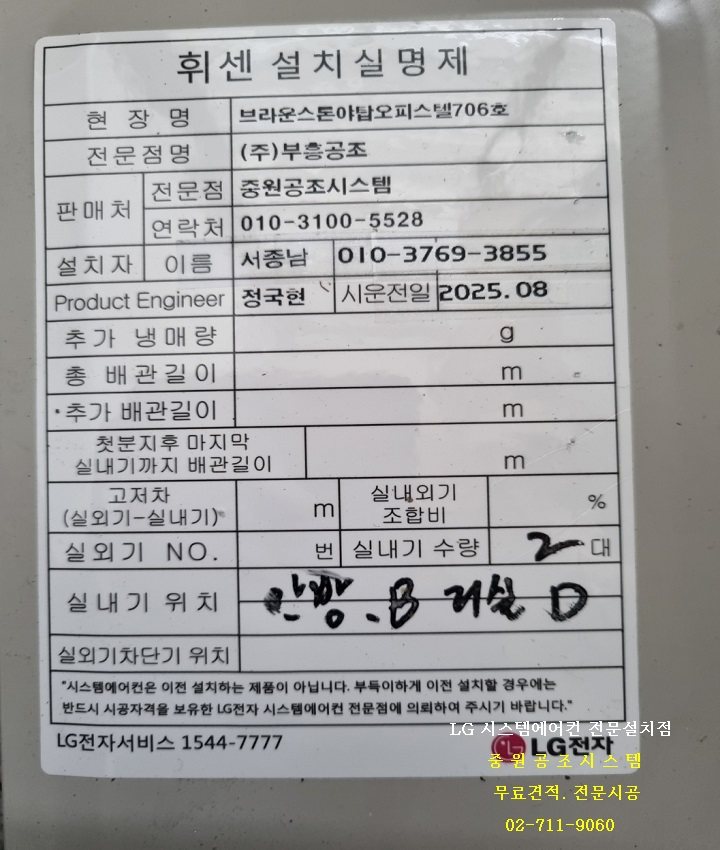 휘센 설치실명제
현 장 명 브라운스톤야탑오피스텔706호
전문점명 (주)부흥공조
판매처 전문점 중원공조시스템
연락처 010-3100-5528
설치자 이름 서종남 010-3769-3855
Product Engineer 정국현 시운전일 2025.08
추가 냉매량 g
총 배관길이 m
추가 배관길이 m
첫분지후 마지막
실내기까지 배관길이 m
고저차
(실외기-실내기) m 실내외기
조합비 %
실외기 NO. 번 실내기 수량 2 대
실내기 위치 안방.B 거실 D
실외기차단기 위치
"시스템에어컨은 이전 설치하는 제품이 아닙니다. 부득이하게 이전 설치할 경우에는
반드시 시공자격을 보유한 LG전자 시스템에어컨 전문점에 의뢰하여 주시기 바랍니다."
LG전자서비스 1544-7777
LG전자
LG 시스템에어컨 전문설치점
중원공조시스템
무료견적. 전문시공
02-711-9060